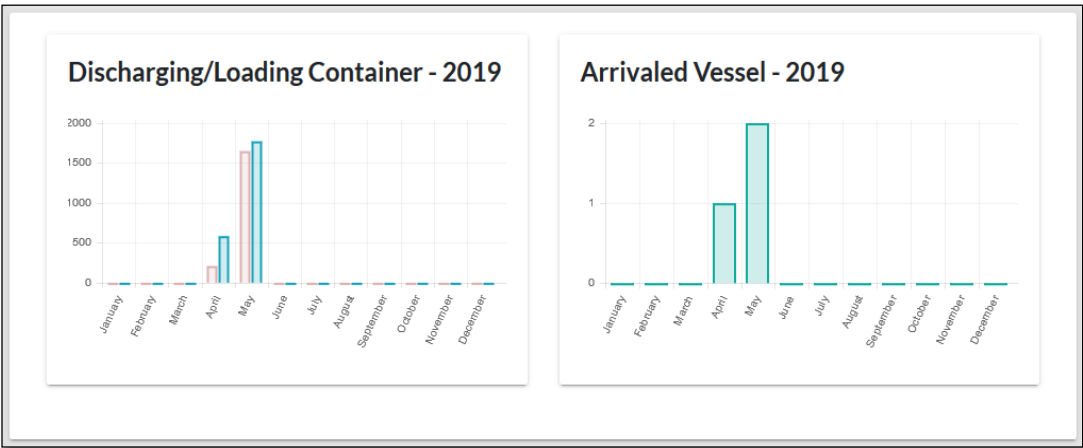 Discharging/Loading Container - 2019
2000
1500
1000
500
0
January
February
March
April
May
June
July
August
September
October
November
December
Arrivaled Vessel - 2019
2
1
0
January
February
March
April
May
June
July
August
September
October
November
December